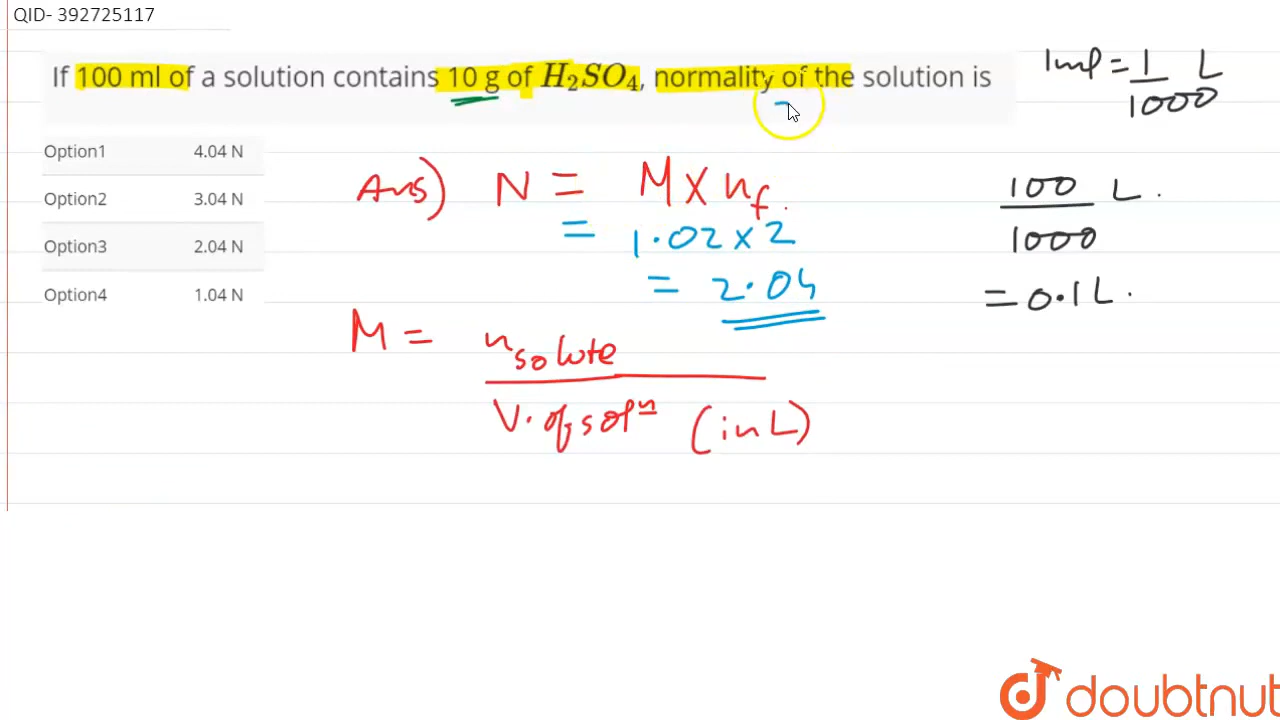 QID- 392725117
If 100 ml of a solution contains 10 g of H₂SO₄, normality of the solution is
1ml = 1/1000 L
Option1 4.04 N
Option2 3.04 N
Option3 2.04 N
Option4 1.04 N
Ans) N = M × nf.
= 1.02 × 2
= 2.04
100/1000 L.
= 0.1 L.
M = nsolute / V. of solⁿ (in L)
doubtnut